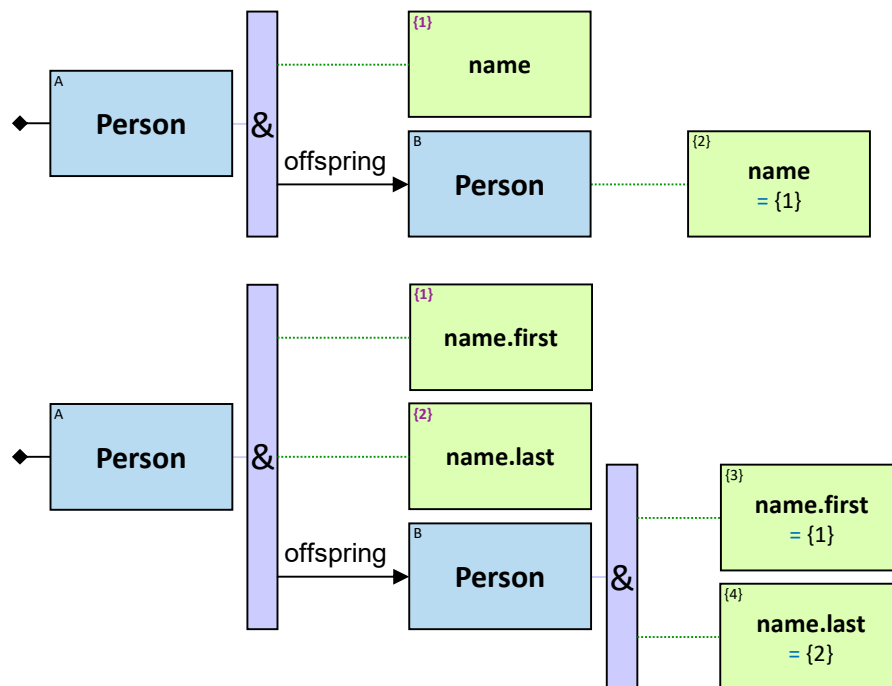 {1}
name
A
Person
&
offspring
B
Person
{2}
name
= {1}
{1}
name.first
A
Person
&
{2}
name.last
offspring
B
Person
&
{3}
name.first
= {1}
{4}
name.last
= {2}